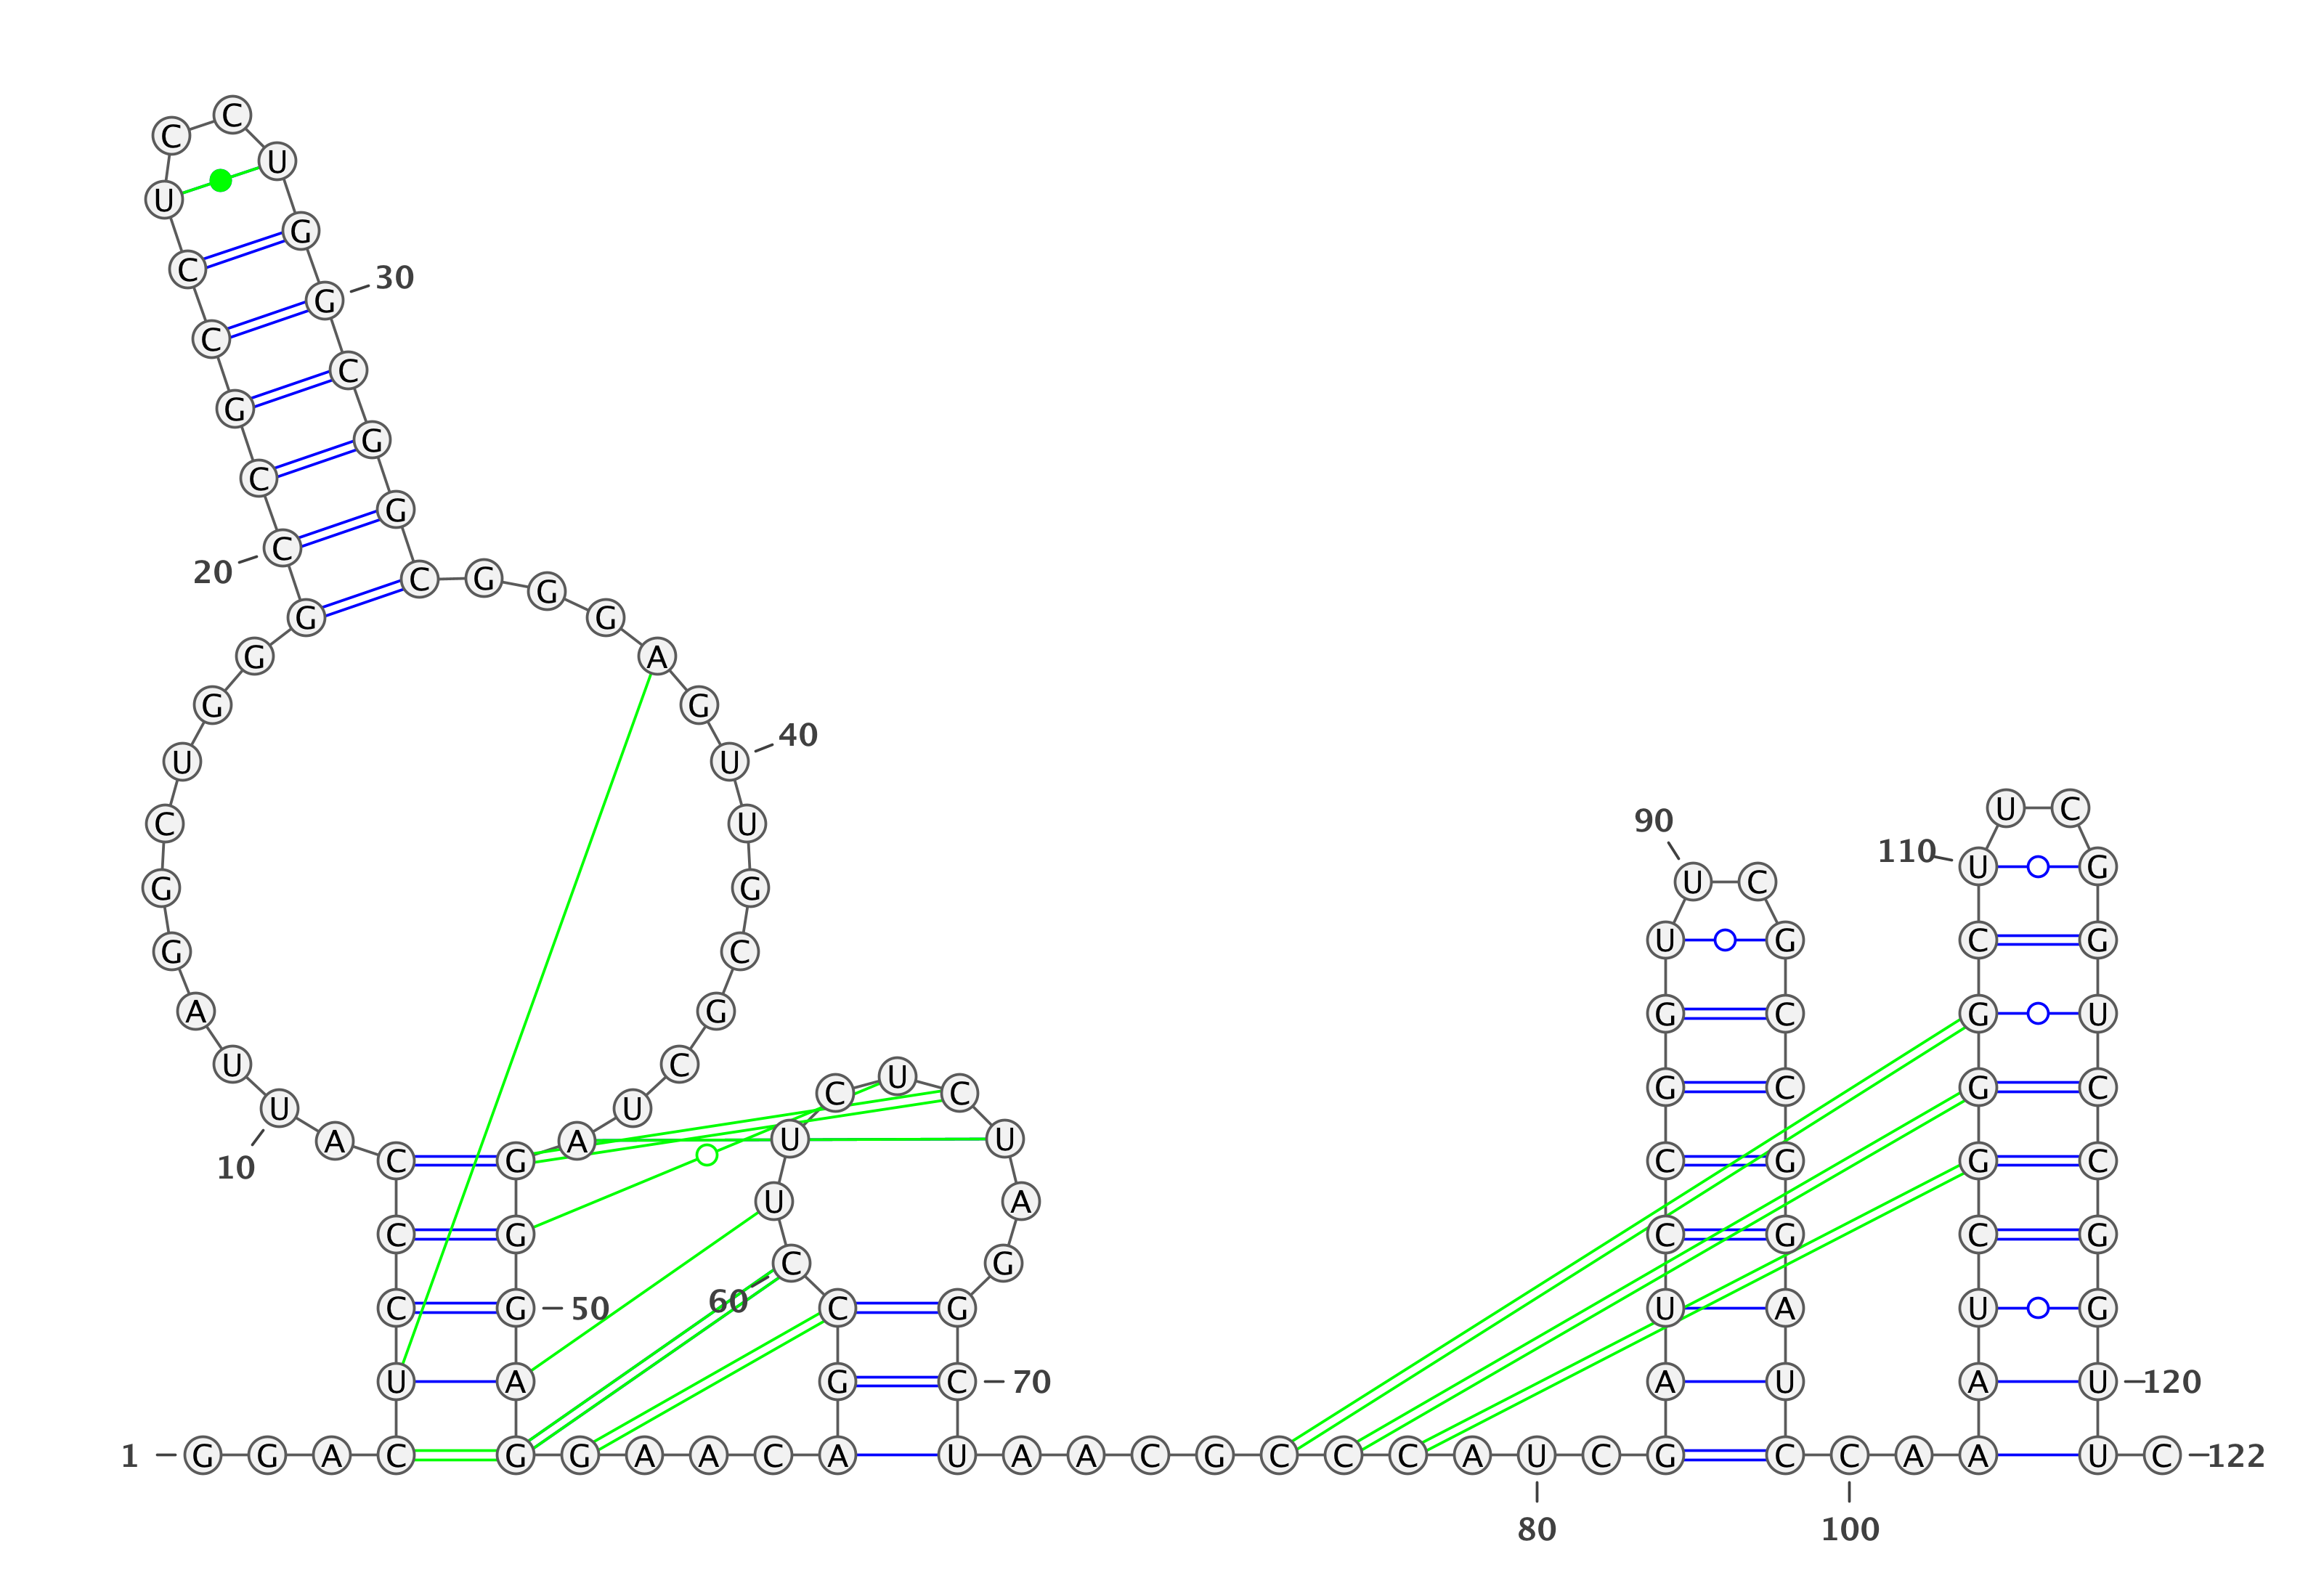 C
C
U
U
G
C 30
G
C
C
G
G
C
G
C
20 C G G
G G
G A
G G
40
U U
U C
90
C U
110 U G
U C
G G
U G C G
G C
A G G C G U
U C
C U C
G C G C
U U
A A U U
C G C G G C
10
U A
C G C G C G
C G
60
C G 50 C G U A U G
U A G C 70 A U A U 120
1 G G A C G G A A C A U A A C G C C C A U C G C C A A U C 122
80 100